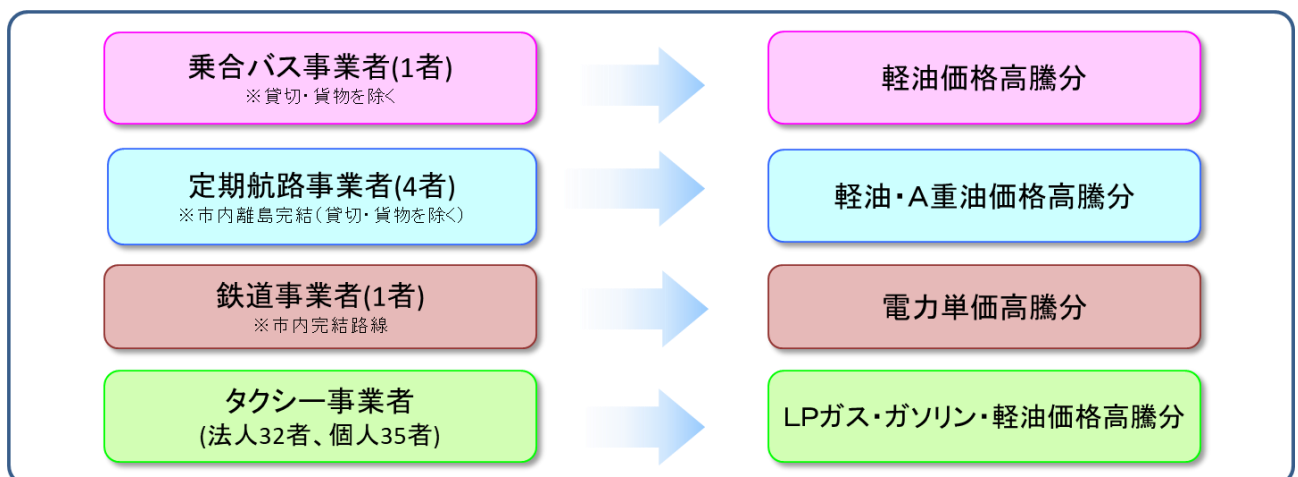 乗合バス事業者(1者)
※貸切・貨物を除く
軽油価格高騰分
定期航路事業者(4者)
※市内離島完結(貸切・貨物を除く)
軽油・A重油価格高騰分
鉄道事業者(1者)
※市内完結路線
電力単価高騰分
タクシー事業者
(法人32者、個人35者)
LPガス・ガソリン・軽油価格高騰分